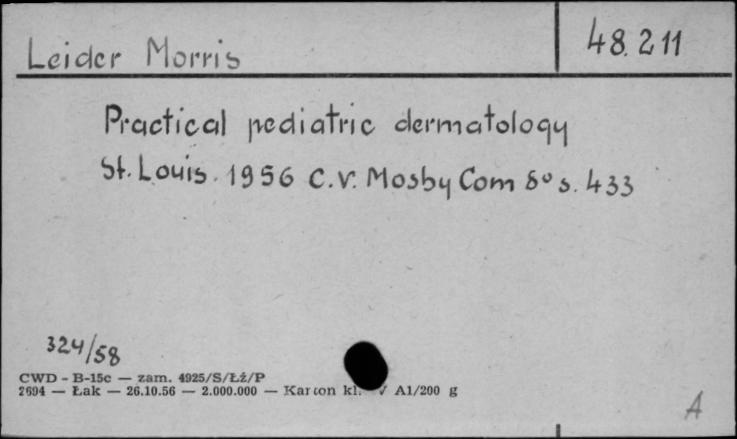 Leider Morris
48.211
Practical pediatric dermatology
St. Louis. 1956 C.V. Mosby Com 8° s. 433
324/58
CWD - B-15c — zam. 4925/S/Łż/P
2694 — Łak — 26.10.56 — 2.000.000 — Karton kl. V A1/200 g
A